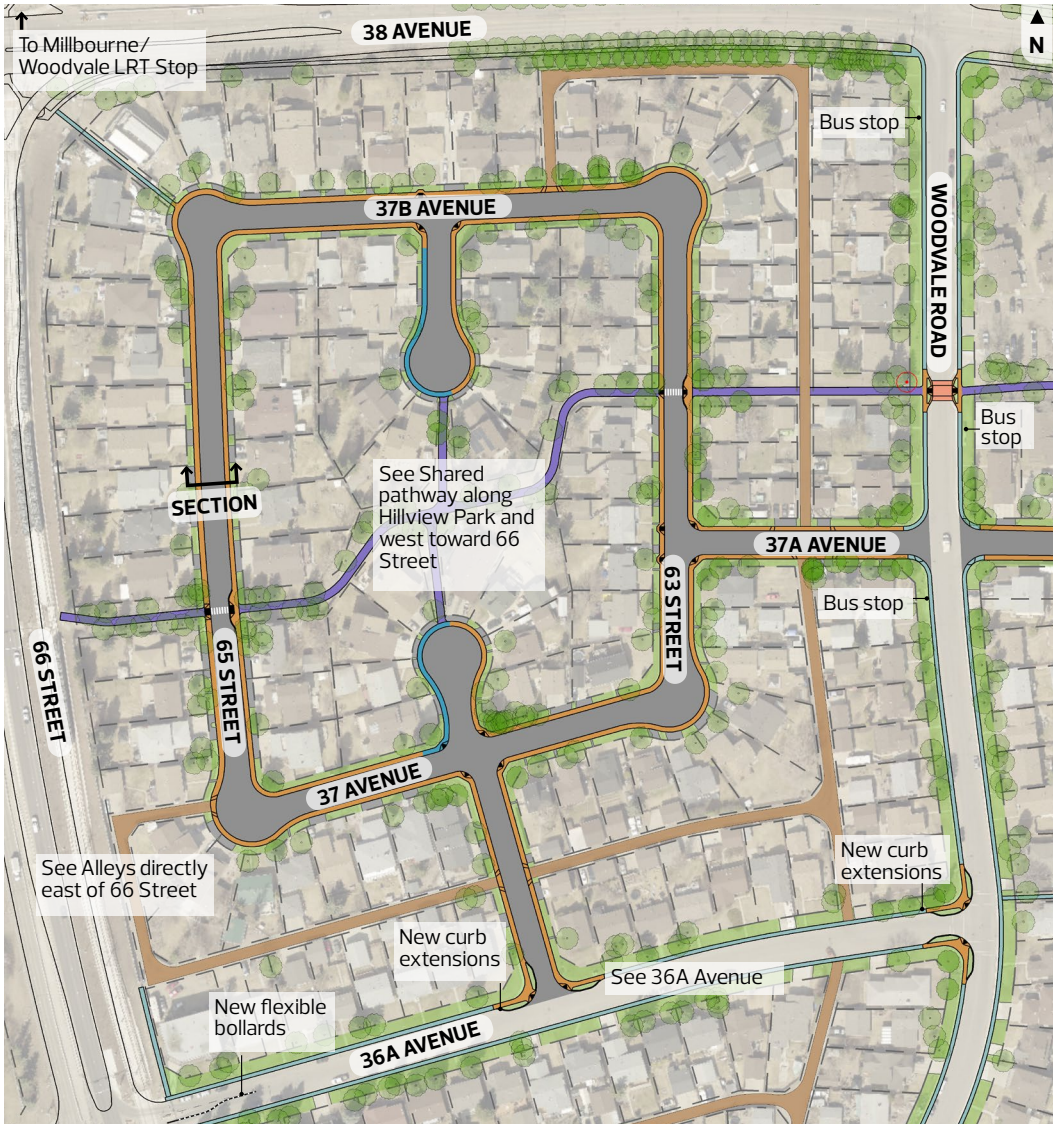 38 AVENUE
N
To Millbourne/
Woodvale LRT Stop
Bus stop
37B AVENUE
WOODVALE ROAD
Bus
stop
See Shared
pathway along
Hillview Park and
west toward 66
Street
SECTION
37A AVENUE
63 STREET
Bus stop
66 STREET
65 STREET
37 AVENUE
See Alleys directly
east of 66 Street
New curb
extensions
New curb
extensions
See 36A Avenue
New flexible
bollards
36A AVENUE